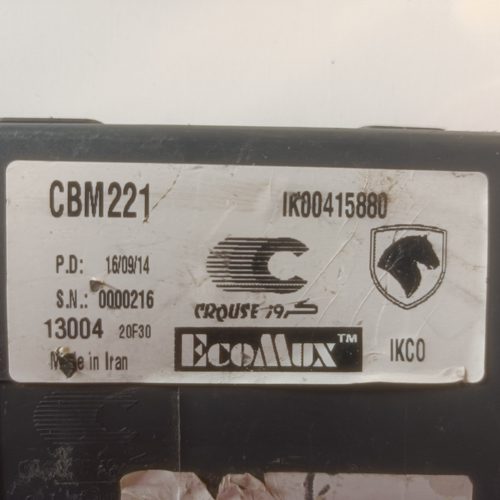 CBM221 IK00415880
P.D: 16/09/14
S.N.: 0000216
CROUSE
13004 20F30
EcoMux™
Made in Iran
IKCO